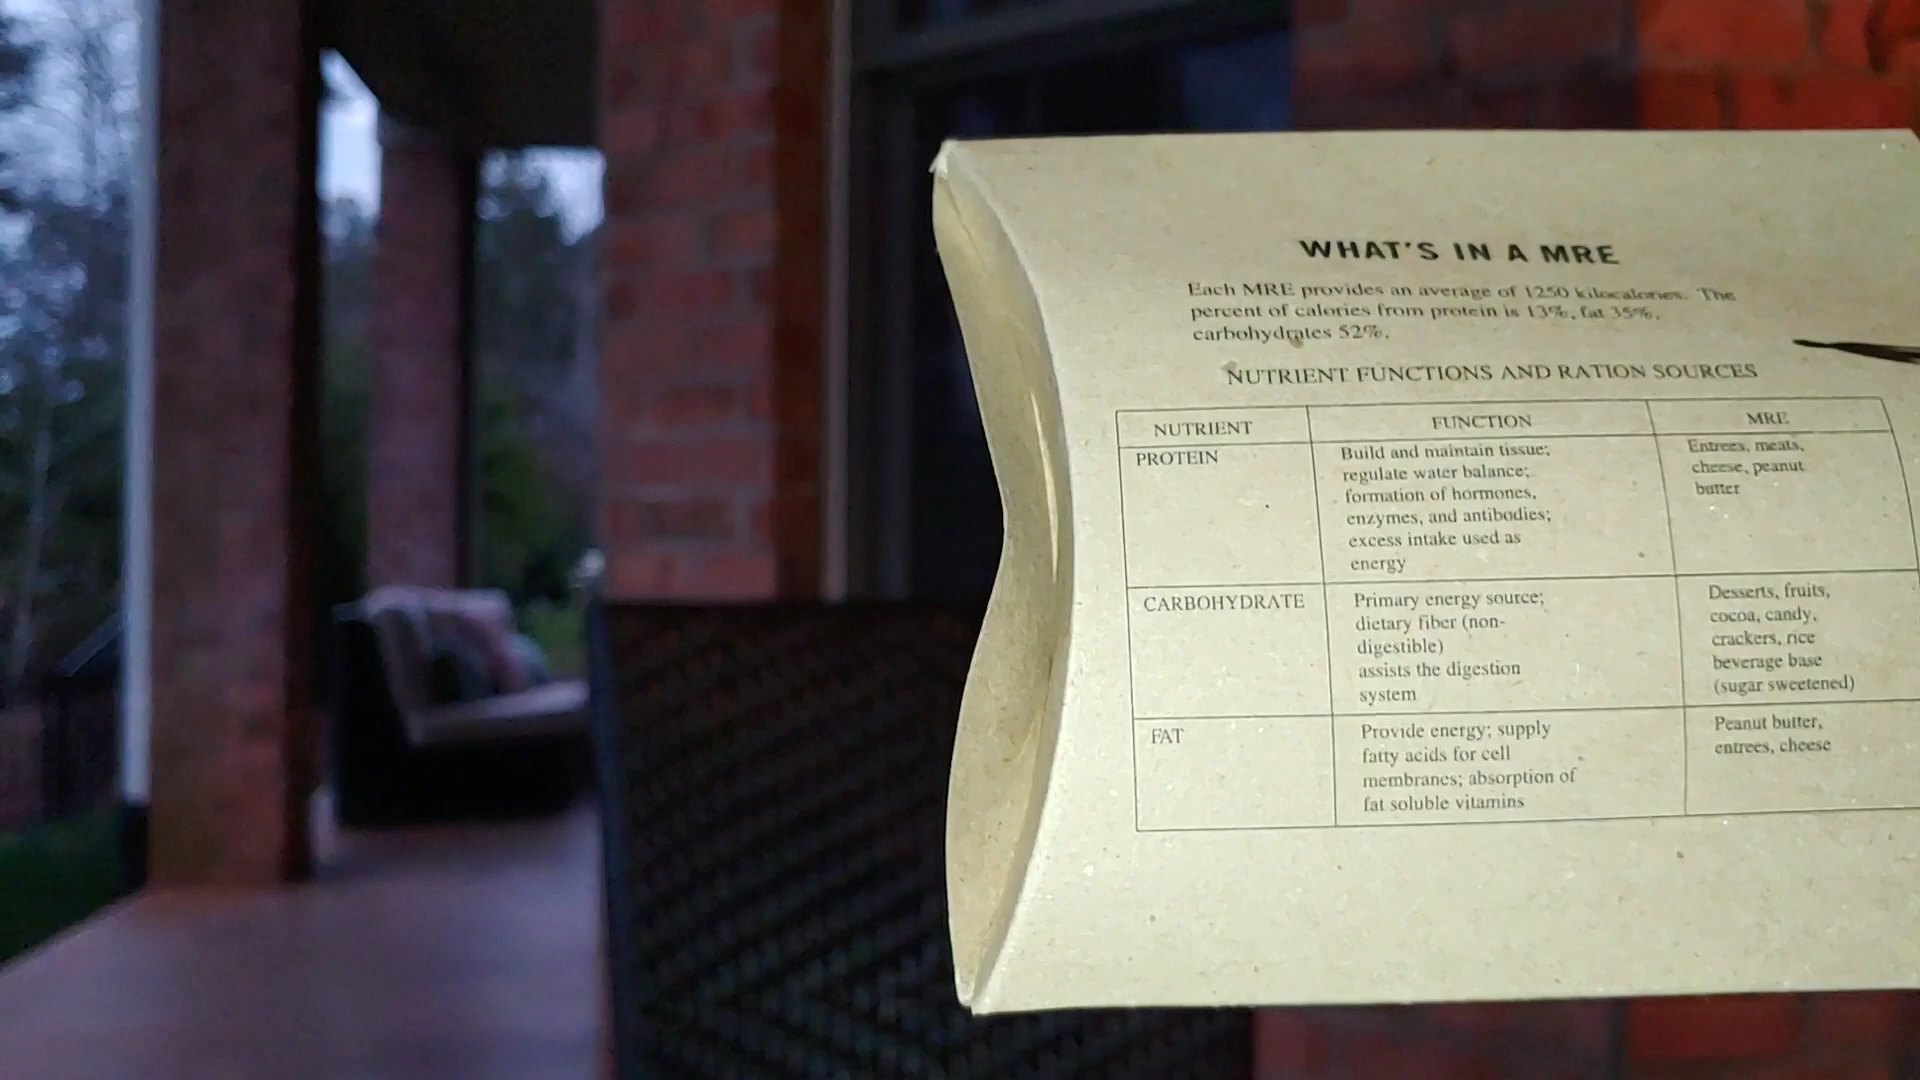 WHAT'S IN A MRE
Each MRE provides an average of 1250 kilocalories. The
percent of calories from protein is 13%, fat 35%,
carbohydrates 52%.
NUTRIENT FUNCTIONS AND RATION SOURCES
NUTRIENT FUNCTION MRE
PROTEIN
Build and maintain tissue;
regulate water balance;
formation of hormones,
enzymes, and antibodies;
excess intake used as
energy
Entrees, meats,
cheese, peanut
butter
CARBOHYDRATE
Primary energy source;
dietary fiber (non-
digestible)
assists the digestion
system
Desserts, fruits,
cocoa, candy,
crackers, rice
beverage base
(sugar sweetened)
FAT
Provide energy; supply
fatty acids for cell
membranes; absorption of
fat soluble vitamins
Peanut butter,
entrees, cheese